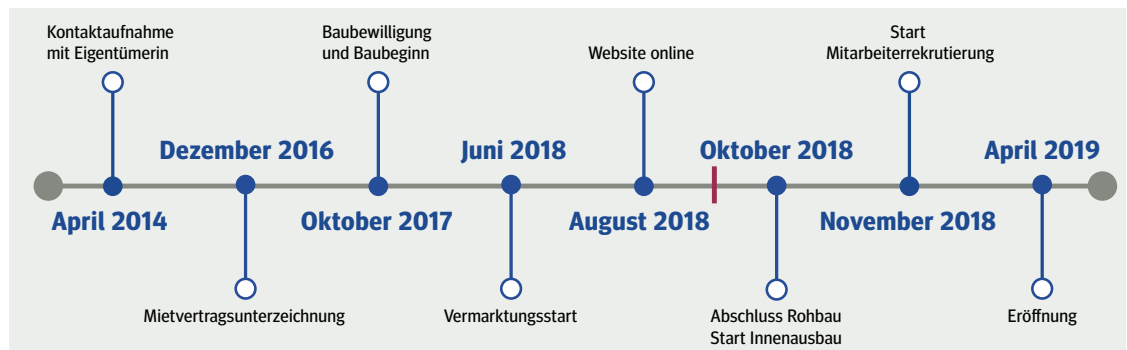 Kontaktaufnahme
mit Eigentümerin
Baubewilligung
und Baubeginn
Website online
Start
Mitarbeiterrekrutierung
Dezember 2016
Juni 2018
Oktober 2018
April 2019
April 2014
Oktober 2017
August 2018
November 2018
Mietvertragsunterzeichnung
Vermarktungsstart
Abschluss Rohbau
Start Innenausbau
Eröffnung